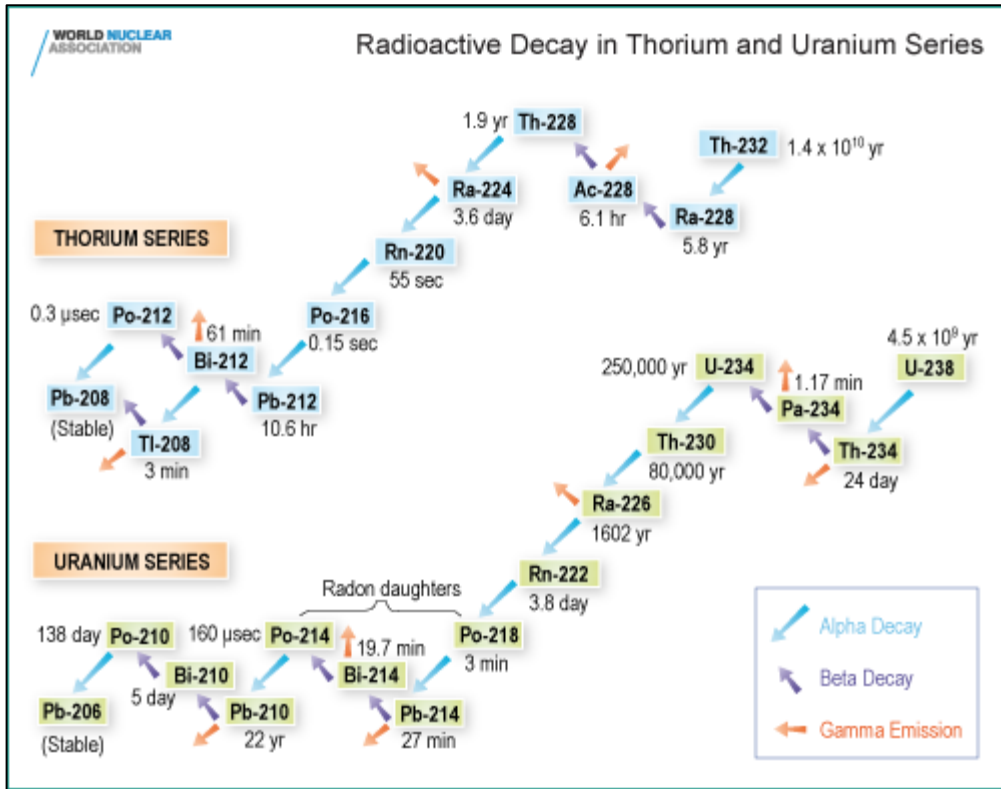 WORLD NUCLEAR
ASSOCIATION
Radioactive Decay in Thorium and Uranium Series
1.9 yr Th-228
Th-232 1.4 x 10¹⁰ yr
Ra-224
3.6 day
Ac-228
6.1 hr
Ra-228
5.8 yr
THORIUM SERIES
Rn-220
55 sec
0.3 µsec Po-212
61 min
Bi-212
Po-216
0.15 sec
Pb-208
(Stable)
Pb-212
10.6 hr
Tl-208
3 min
4.5 x 10⁹ yr
U-238
250,000 yr U-234
1.17 min
Pa-234
Th-230
80,000 yr
Th-234
24 day
Ra-226
1602 yr
URANIUM SERIES
Rn-222
3.8 day
Radon daughters
138 day Po-210
160 µsec Po-214
19.7 min
Po-218
3 min
Bi-210
5 day
Bi-214
Pb-206
(Stable)
Pb-210
22 yr
Pb-214
27 min
Alpha Decay
Beta Decay
Gamma Emission